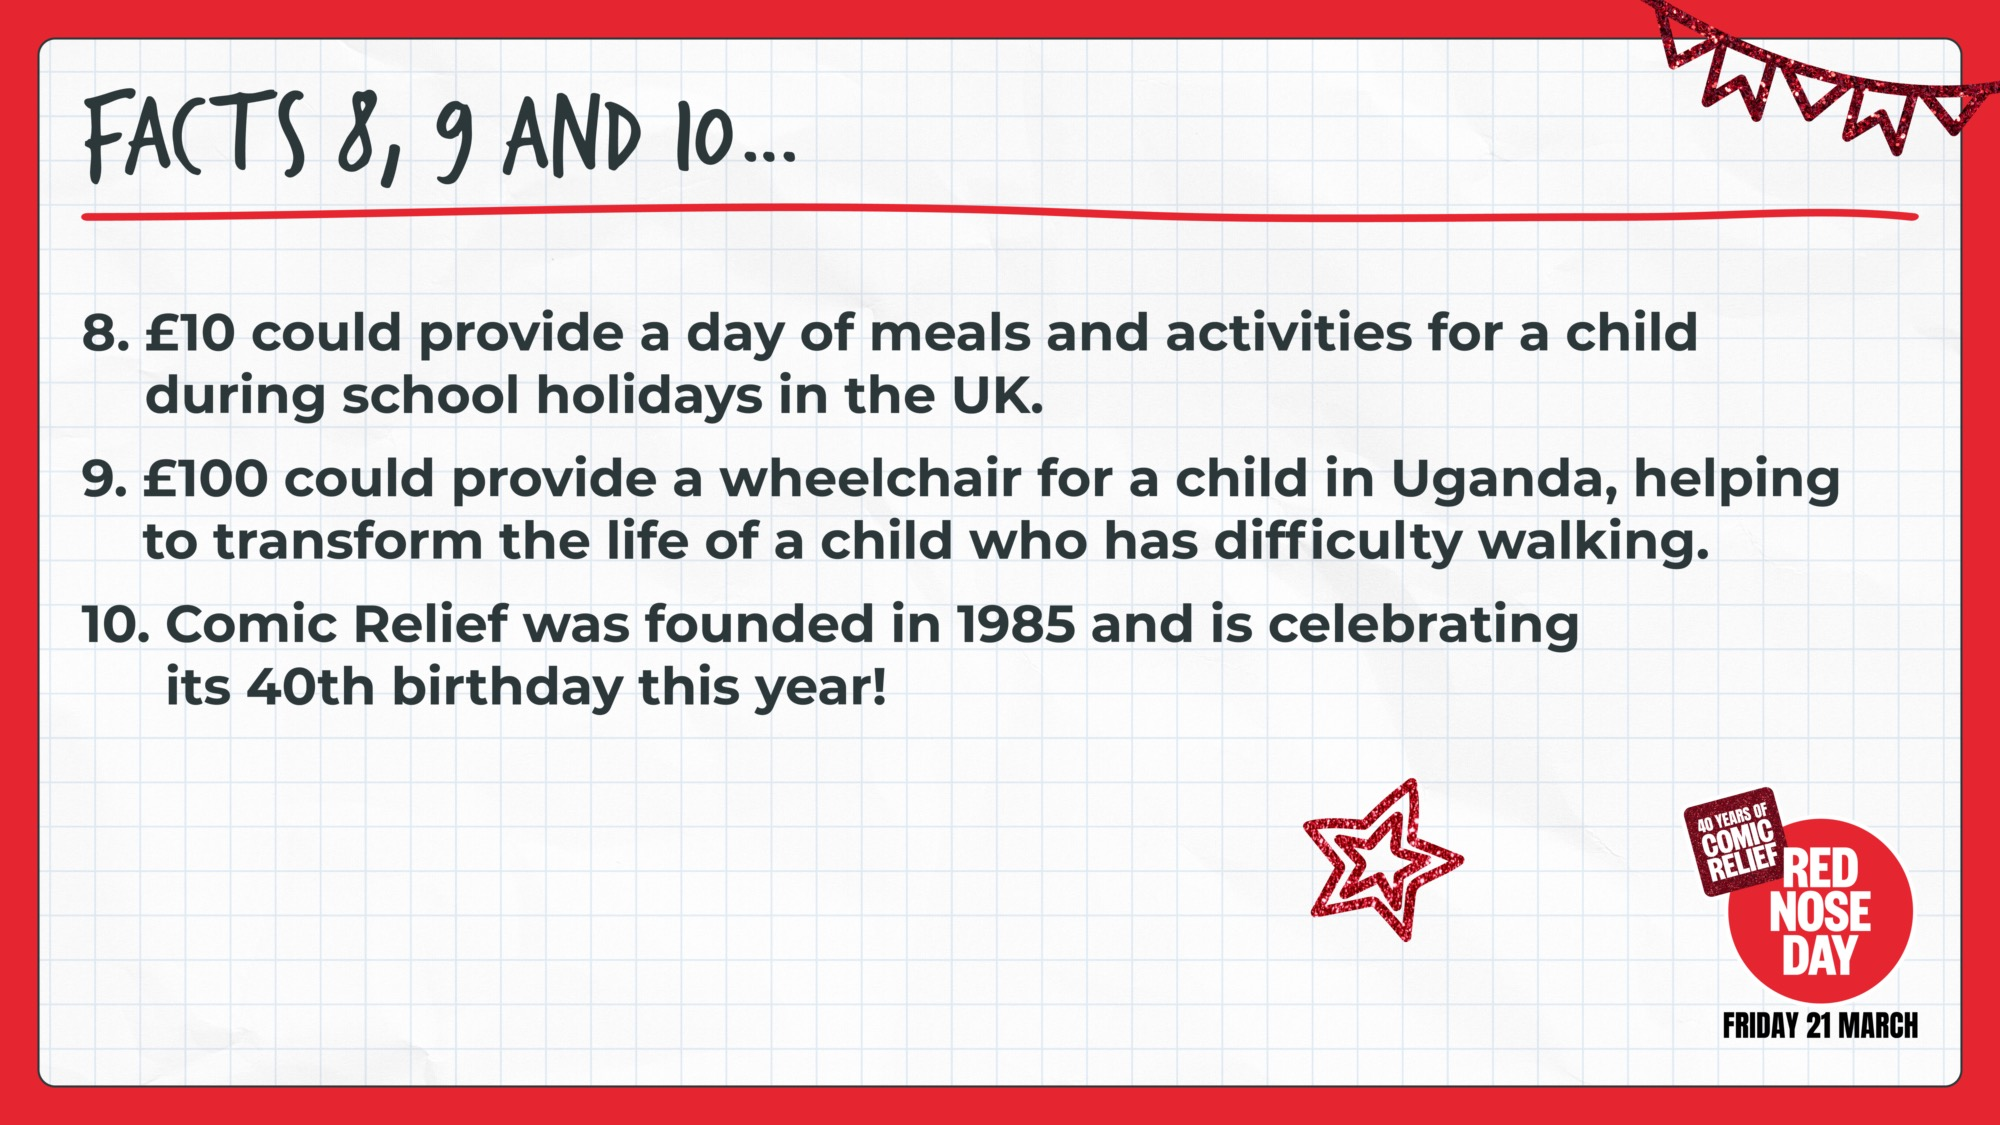 FACTS 8, 9 AND 10...
8. £10 could provide a day of meals and activities for a child
during school holidays in the UK.
9. £100 could provide a wheelchair for a child in Uganda, helping
to transform the life of a child who has difficulty walking.
10. Comic Relief was founded in 1985 and is celebrating
its 40th birthday this year!
40 YEARS OF
COMIC
RELIEF
RED
NOSE
DAY
FRIDAY 21 MARCH